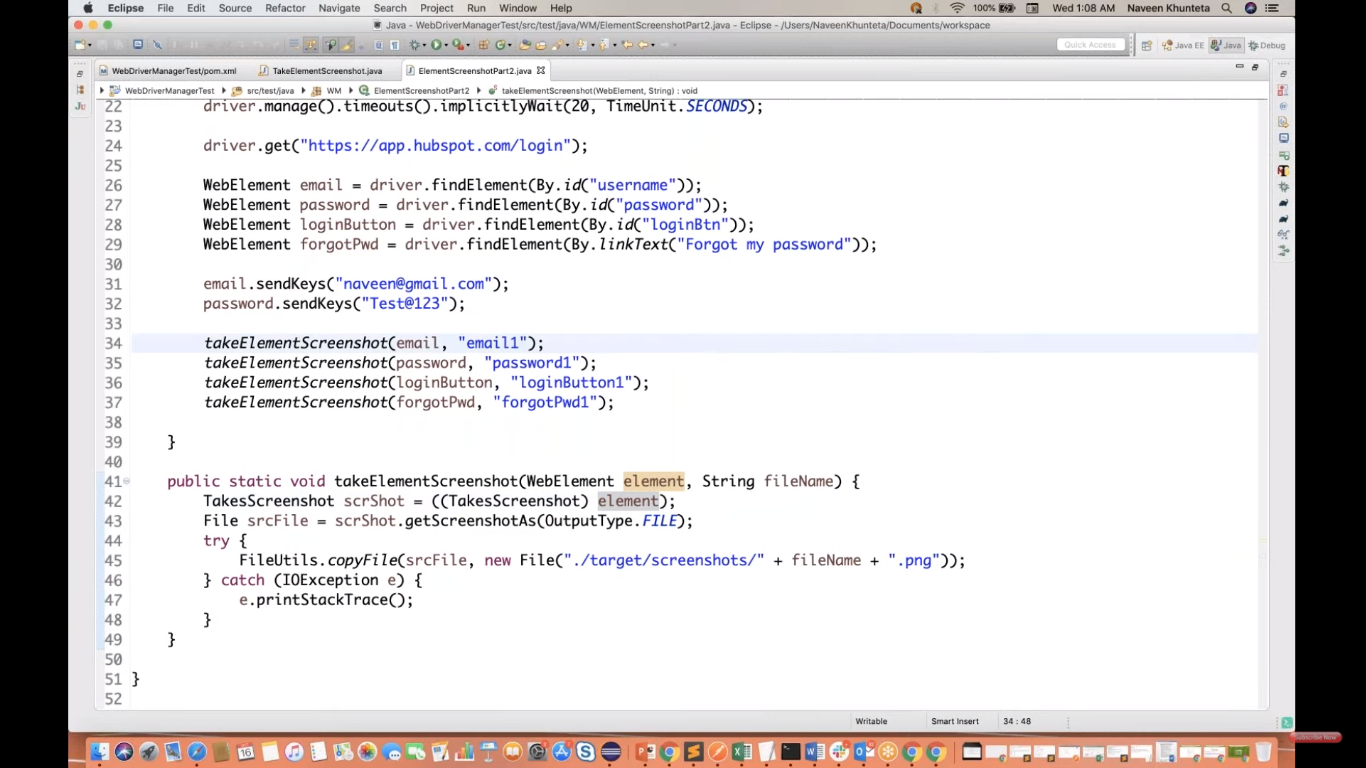 Eclipse File Edit Source Refactor Navigate Search Project Run Window Help 100% Wed 1:08 AM Naveen Khunteta
Java - WebDriverManagerTest/src/test/java/WM/ElementScreenshotPart2.java - Eclipse - /Users/NaveenKhunteta/Documents/workspace
Quick Access Java EE Java Debug
WebDriverManagerTest/pom.xml TakeElementScreenshot.java ElementScreenshotPart2.java
WebDriverManagerTest src/test/java WM ElementScreenshotPart2 takeElementScreenshot(WebElement, String) : void
22 driver.manage().timeouts().implicitlyWait(20, TimeUnit.SECONDS);
23
24 driver.get("https://app.hubspot.com/login");
25
26 WebElement email = driver.findElement(By.id("username"));
27 WebElement password = driver.findElement(By.id("password"));
28 WebElement loginButton = driver.findElement(By.id("loginBtn"));
29 WebElement forgotPwd = driver.findElement(By.linkText("Forgot my password"));
30
31 email.sendKeys("naveen@gmail.com");
32 password.sendKeys("Test@123");
33
34 takeElementScreenshot(email, "email1");
35 takeElementScreenshot(password, "password1");
36 takeElementScreenshot(loginButton, "loginButton1");
37 takeElementScreenshot(forgotPwd, "forgotPwd1");
38
39 }
40
41 public static void takeElementScreenshot(WebElement element, String fileName) {
42 TakesScreenshot scrShot = ((TakesScreenshot) element);
43 File srcFile = scrShot.getScreenshotAs(OutputType.FILE);
44 try {
45 FileUtils.copyFile(srcFile, new File("./target/screenshots/" + fileName + ".png"));
46 } catch (IOException e) {
47 e.printStackTrace();
48 }
49 }
50
51 }
52
Writable Smart Insert 34 : 48
Subscribe Now